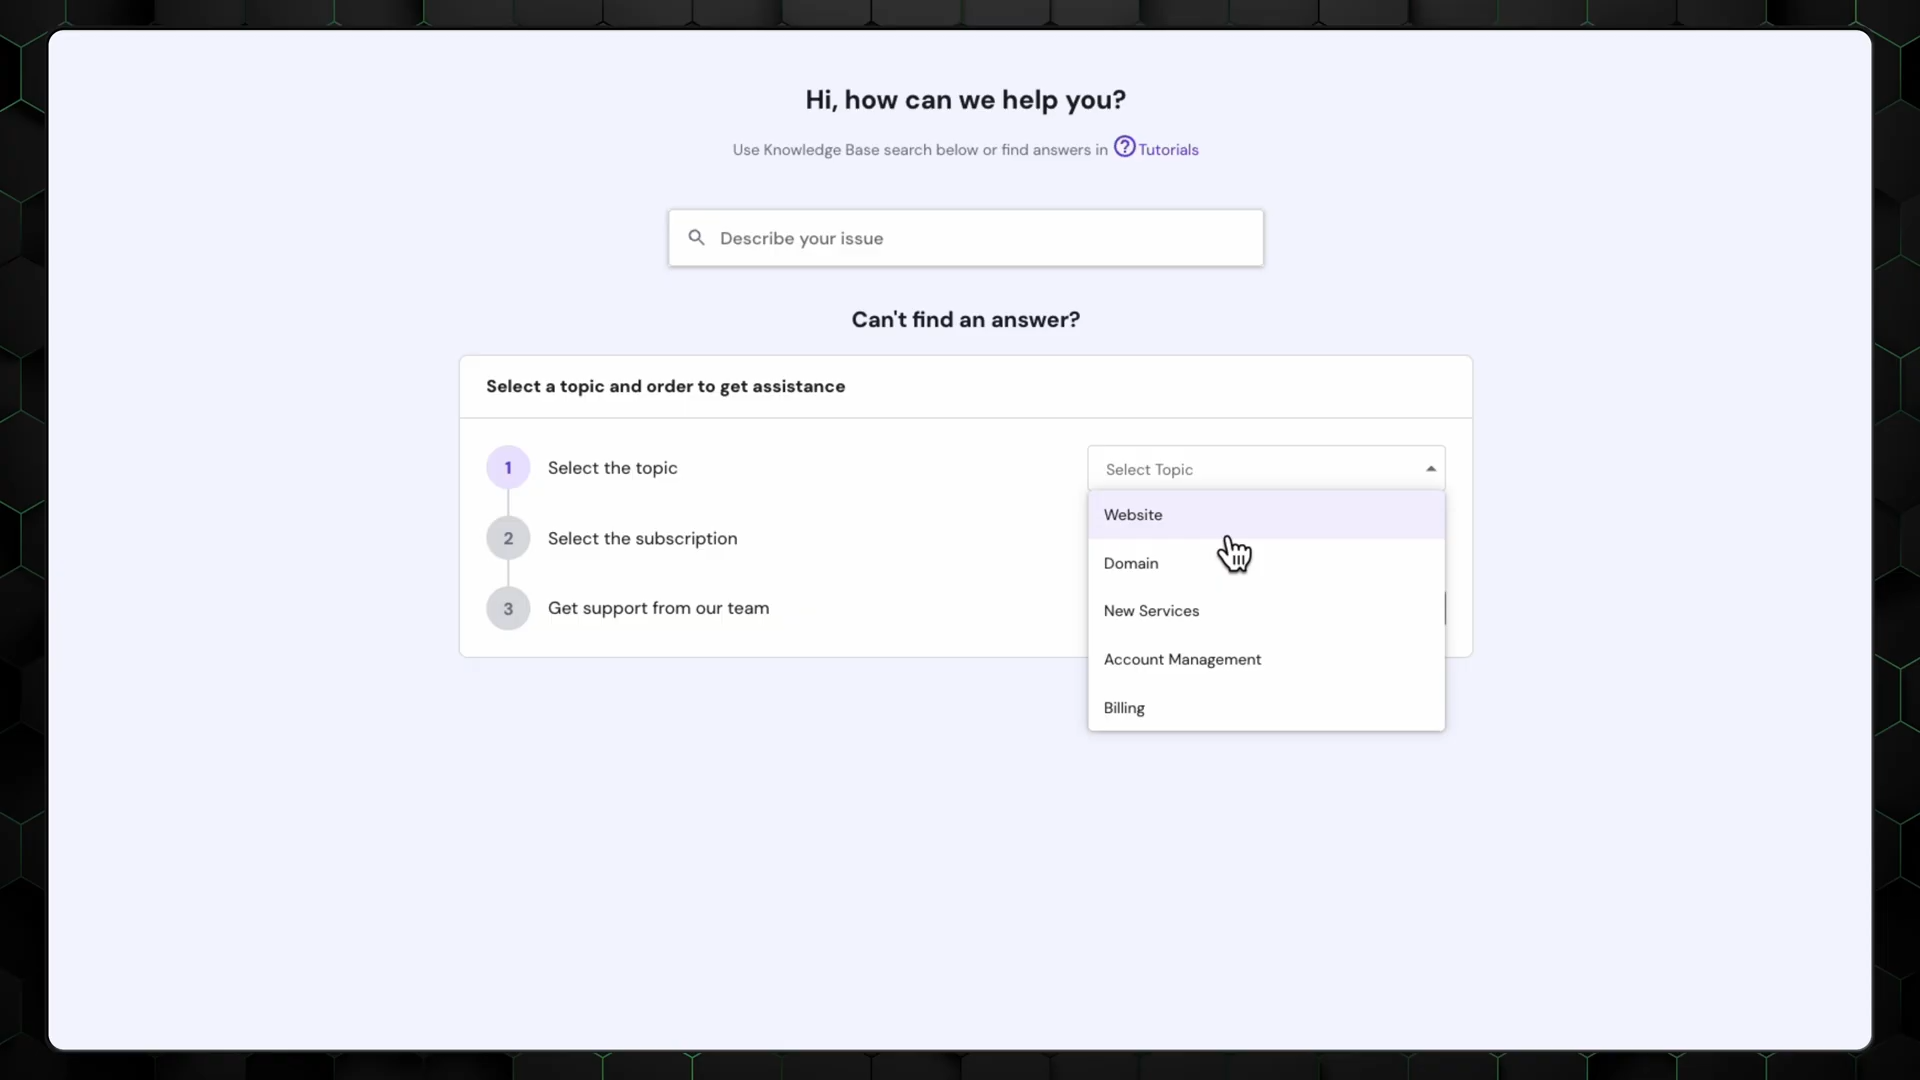 Hi, how can we help you?
Use Knowledge Base search below or find answers in ? Tutorials
Describe your issue
Can't find an answer?
Select a topic and order to get assistance
1 Select the topic
Select Topic
Website
Domain
New Services
Account Management
Billing
2 Select the subscription
3 Get support from our team